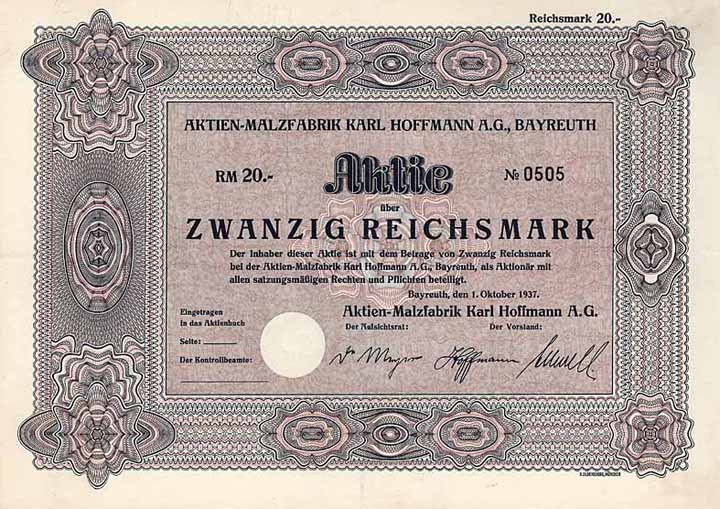 Reichsmark 20.-
AKTIEN-MALZFABRIK KARL HOFFMANN A.G., BAYREUTH
RM 20.- Aktie № 0505
über
ZWANZIG REICHSMARK
Der Inhaber dieser Aktie ist mit dem Betrage von Zwanzig Reichsmark
bei der Aktien-Malzfabrik Karl Hoffmann A.G., Bayreuth, als Aktionär mit
allen satzungsmäßigen Rechten und Pflichten beteiligt.
Bayreuth, den 1. Oktober 1937.
Eingetragen
in das Aktienbuch
Seite:
Der Kontrollbeamte:
Aktien-Malzfabrik Karl Hoffmann A.G.
Der Aufsichtsrat: Der Vorstand:
Dr Meyer Hoffmann